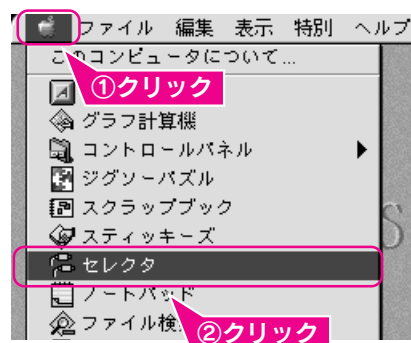 ファイル 編集 表示 特別 ヘルプ
このコンピュータについて...
①クリック
グラフ計算機
コントロールパネル
ジグソーパズル
スクラップブック
スティッキーズ
セレクタ
ノートパッド
ファイル検
②クリック
S